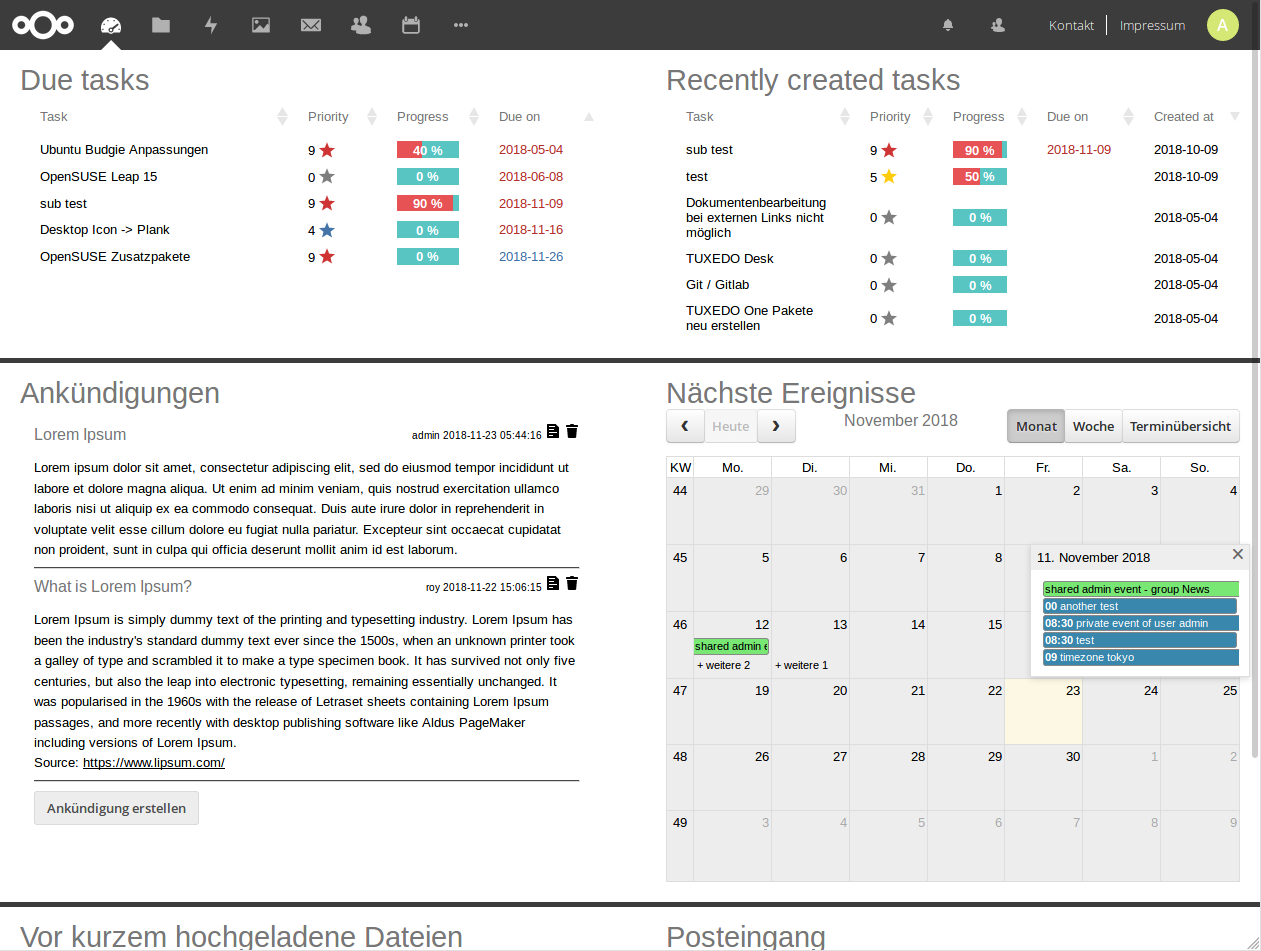 Kontakt Impressum A
Due tasks
Task Priority Progress Due on
Ubuntu Budgie Anpassungen 9 40 % 2018-05-04
OpenSUSE Leap 15 0 0 % 2018-06-08
sub test 9 90 % 2018-11-09
Desktop Icon -> Plank 4 0 % 2018-11-16
OpenSUSE Zusatzpakete 9 0 % 2018-11-26
Recently created tasks
Task Priority Progress Due on Created at
sub test 9 90 % 2018-11-09 2018-10-09
test 5 50 % 2018-10-09
Dokumentenbearbeitung
bei externen Links nicht 0 0 % 2018-05-04
möglich
TUXEDO Desk 0 0 % 2018-05-04
Git / Gitlab 0 0 % 2018-05-04
TUXEDO One Pakete
neu erstellen 0 0 % 2018-05-04
Ankündigungen
Lorem Ipsum admin 2018-11-23 05:44:16
Lorem ipsum dolor sit amet, consectetur adipiscing elit, sed do eiusmod tempor incididunt ut
labore et dolore magna aliqua. Ut enim ad minim veniam, quis nostrud exercitation ullamco
laboris nisi ut aliquip ex ea commodo consequat. Duis aute irure dolor in reprehenderit in
voluptate velit esse cillum dolore eu fugiat nulla pariatur. Excepteur sint occaecat cupidatat
non proident, sunt in culpa qui officia deserunt mollit anim id est laborum.
What is Lorem Ipsum? roy 2018-11-22 15:06:15
Lorem Ipsum is simply dummy text of the printing and typesetting industry. Lorem Ipsum has
been the industry's standard dummy text ever since the 1500s, when an unknown printer took
a galley of type and scrambled it to make a type specimen book. It has survived not only five
centuries, but also the leap into electronic typesetting, remaining essentially unchanged. It
was popularised in the 1960s with the release of Letraset sheets containing Lorem Ipsum
passages, and more recently with desktop publishing software like Aldus PageMaker
including versions of Lorem Ipsum.
Source: https://www.lipsum.com/
Ankündigung erstellen
Nächste Ereignisse
Heute November 2018 Monat Woche Terminübersicht
KW Mo. Di. Mi. Do. Fr. Sa. So.
44 29 30 31 1 2 3 4
45 5 6 7 8
11. November 2018
shared admin event - group News
00 another test
08:30 private event of user admin
08:30 test
09 timezone tokyo
46 12 13 14 15
shared admin e
+ weitere 2 + weitere 1
47 19 20 21 22 23 24 25
48 26 27 28 29 30 1 2
49 3 4 5 6 7 8 9
Vor kurzem hochgeladene Dateien
Posteingang